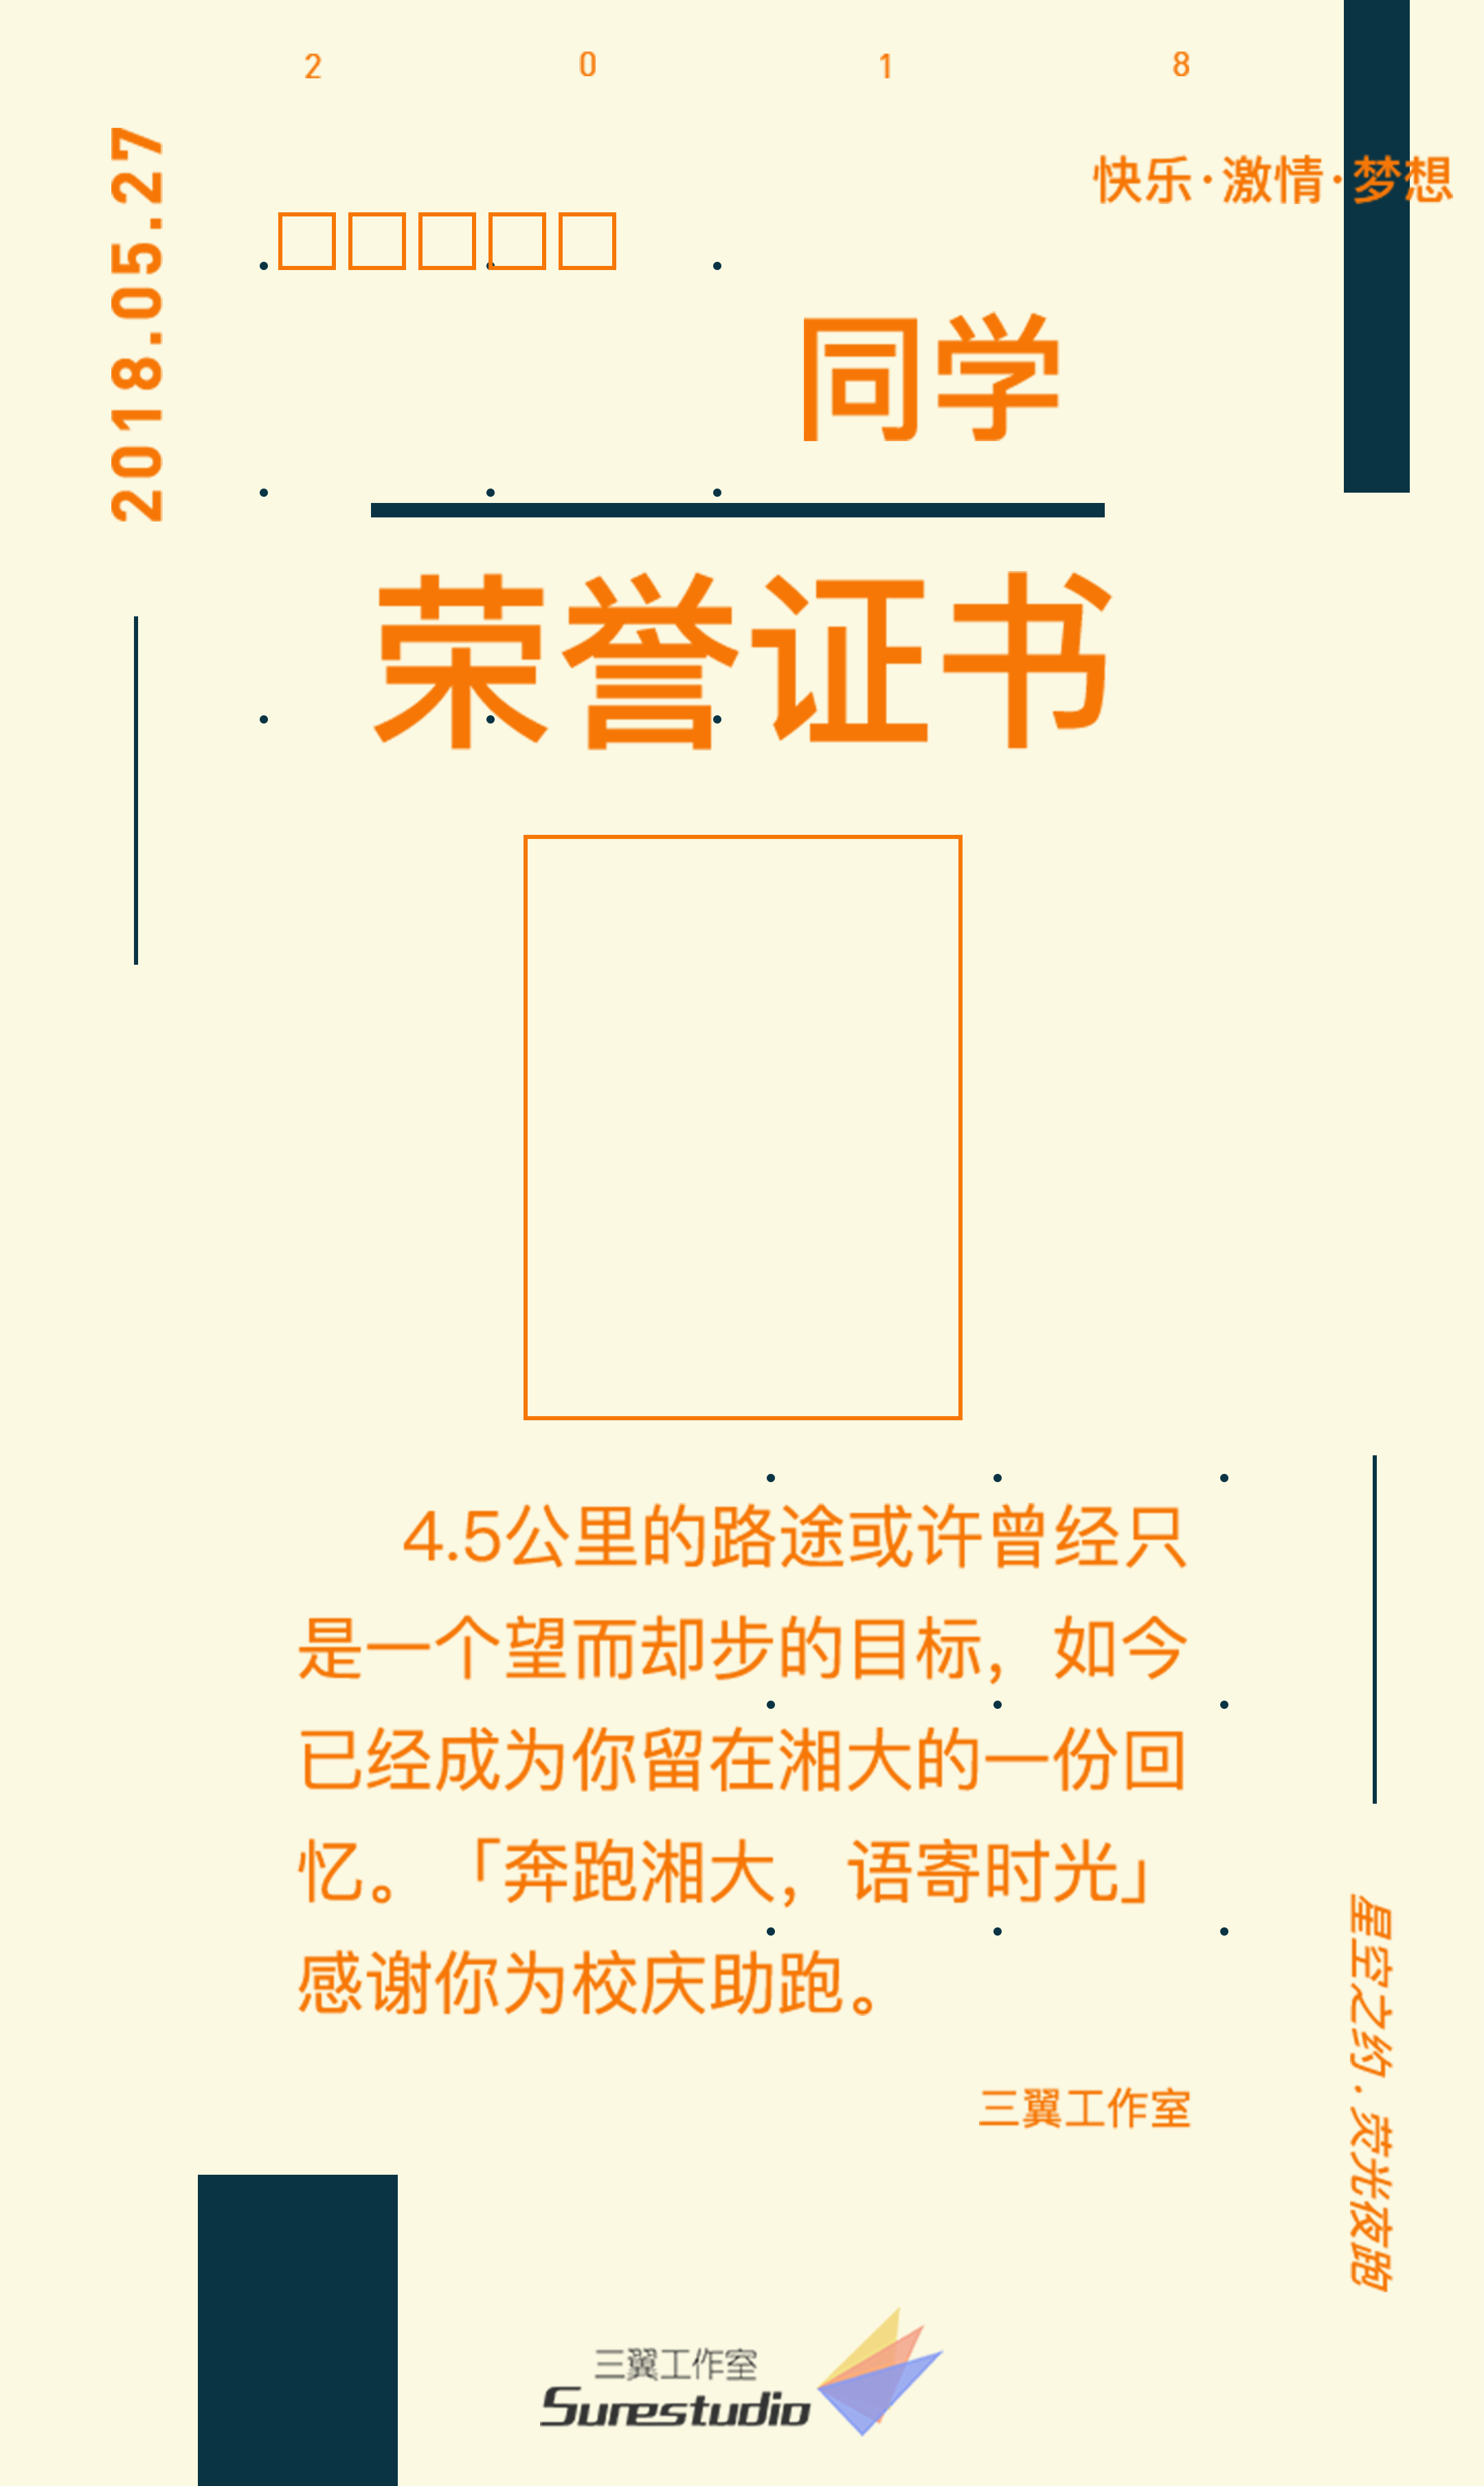 2 0 1 8
2018.05.27
快乐·激情·梦想
同学
荣誉证书
4.5公里的路途或许曾经只
是一个望而却步的目标，如今
已经成为你留在湘大的一份回
忆。「奔跑湘大，语寄时光」
感谢你为校庆助跑。
三翼工作室
星空之约·荧光夜跑
三翼工作室
Surestudio